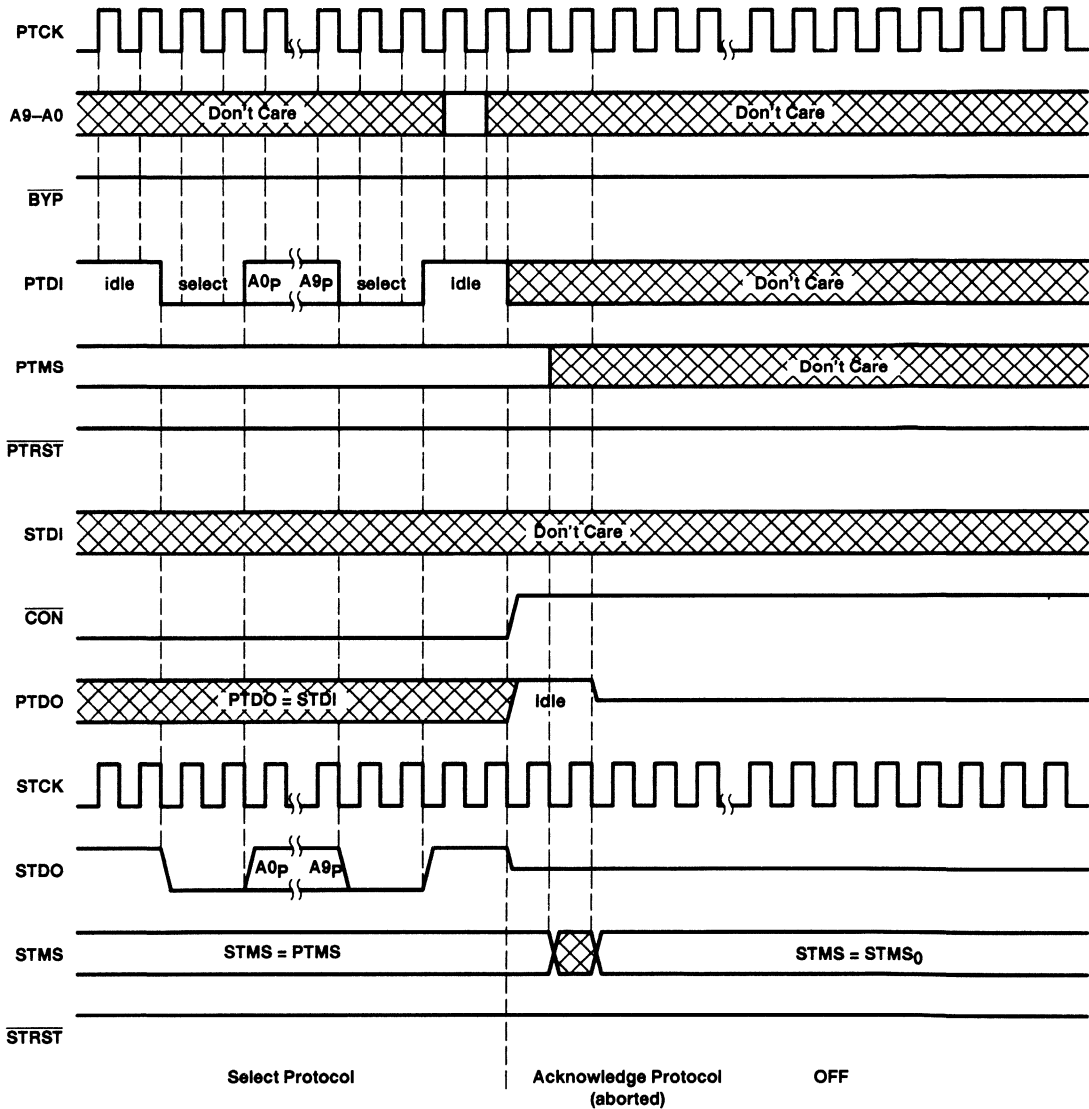 PTCK
A9–A0 Don't Care Don't Care
BYP
PTDI idle select A0P A9P select Idle Don't Care
PTMS Don't Care
PTRST
STDI Don't Care
CON
PTDO PTDO = STDI Idle
STCK
STDO A0P A9P
STMS STMS = PTMS STMS = STMS0
STRST
Select Protocol Acknowledge Protocol OFF
(aborted)